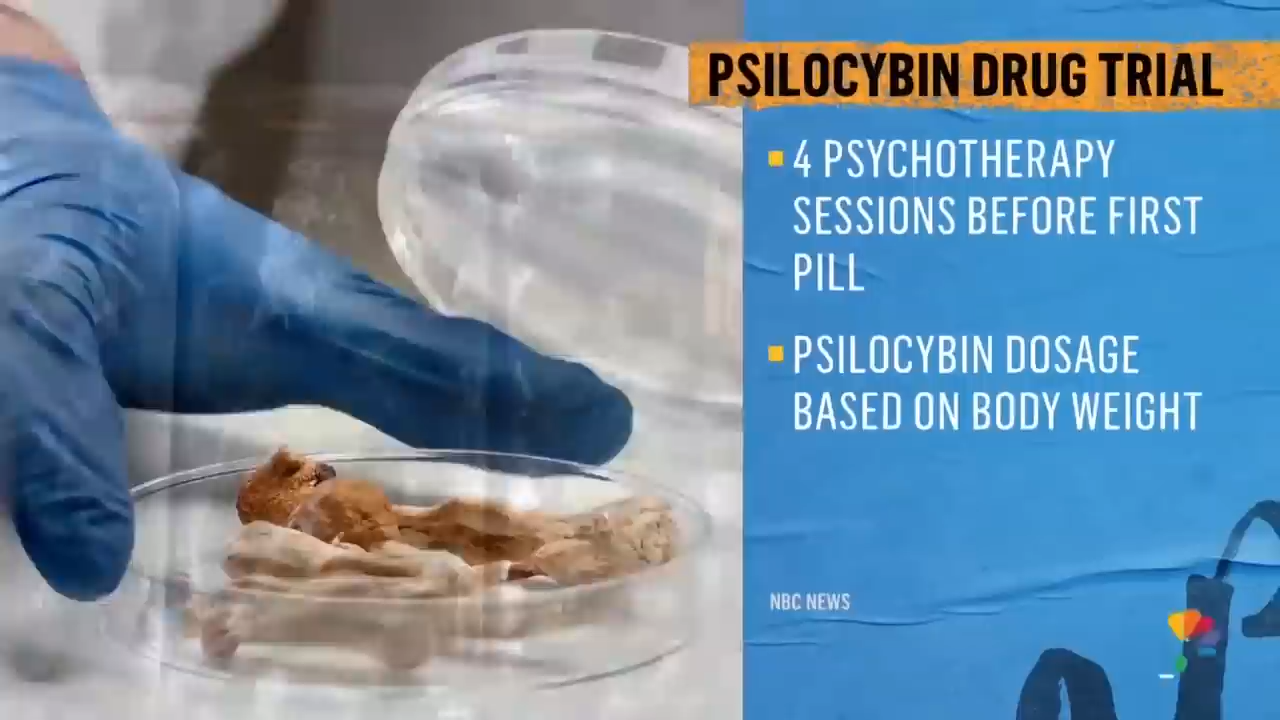 PSILOCYBIN DRUG TRIAL
4 PSYCHOTHERAPY
SESSIONS BEFORE FIRST
PILL
PSILOCYBIN DOSAGE
BASED ON BODY WEIGHT
NBC NEWS